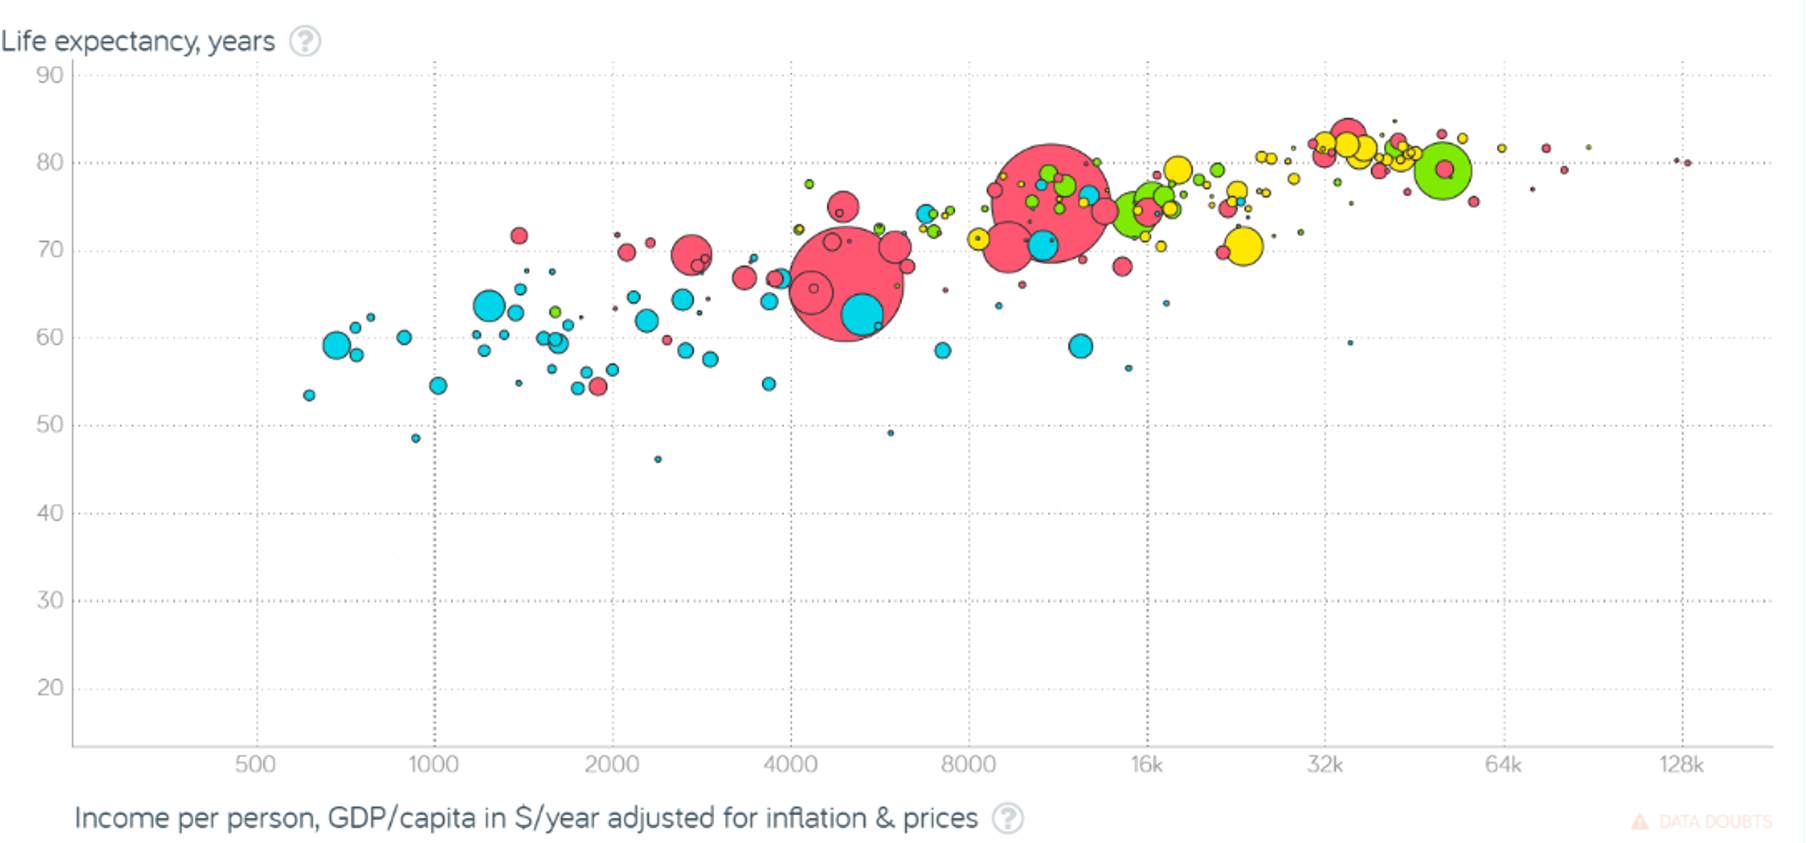 Life expectancy, years ?
90
80
70
60
50
40
30
20
500 1000 2000 4000 8000 16k 32k 64k 128k
Income per person, GDP/capita in $/year adjusted for inflation & prices ?
DATA DOUBTS